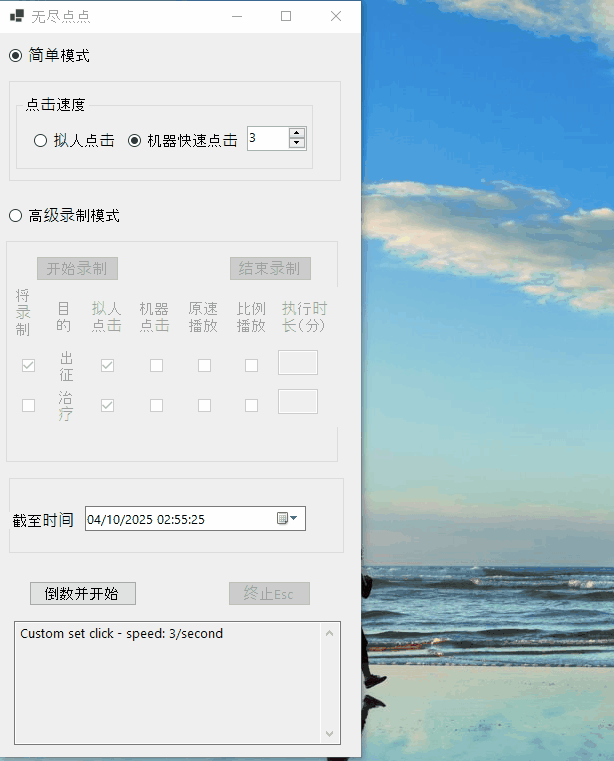 无尽点点
简单模式
点击速度
拟人点击 机器快速点击 3
高级录制模式
开始录制 结束录制
将录制 目的 拟人点击 机器点击 原速播放 比例播放 执行时长(分)
出征
治疗
截至时间 04/10/2025 02:55:25
倒数并开始 终止Esc
Custom set click - speed: 3/second